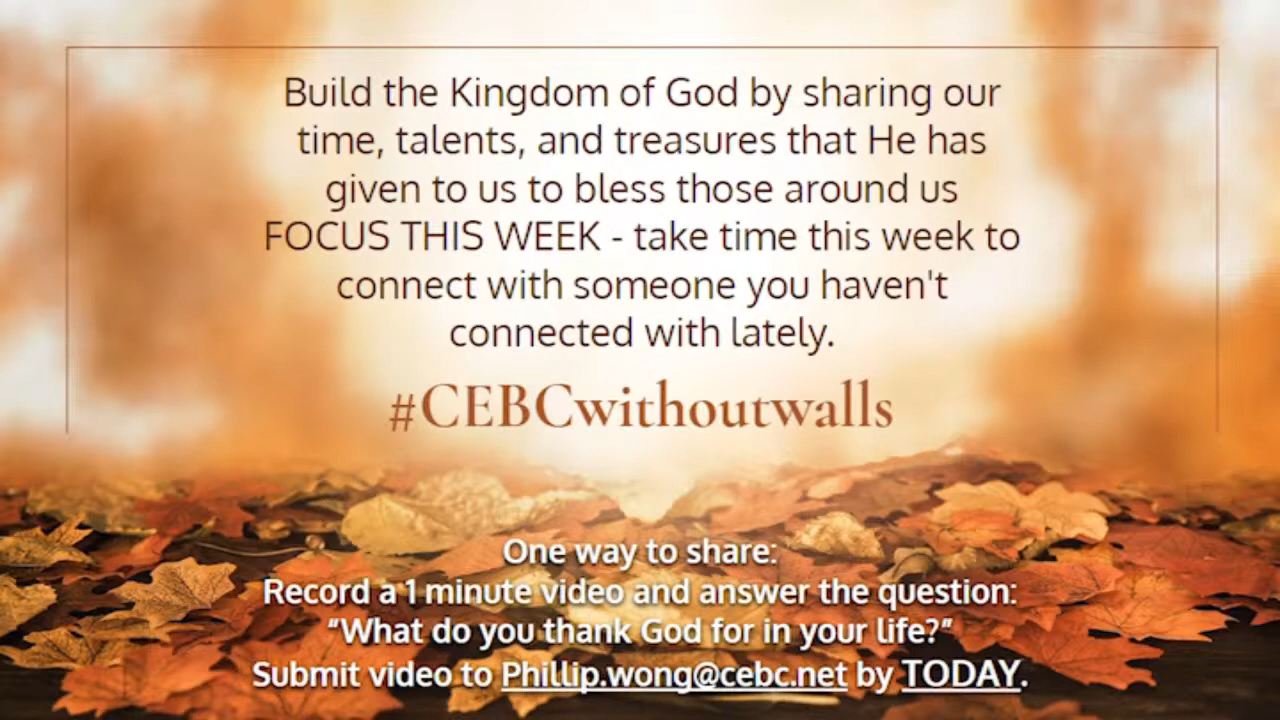 Build the Kingdom of God by sharing our
time, talents, and treasures that He has
given to us to bless those around us
FOCUS THIS WEEK - take time this week to
connect with someone you haven't
connected with lately.
#CEBCwithoutwalls
One way to share:
Record a 1 minute video and answer the question:
“What do you thank God for in your life?”
Submit video to Phillip.wong@cebc.net by TODAY.